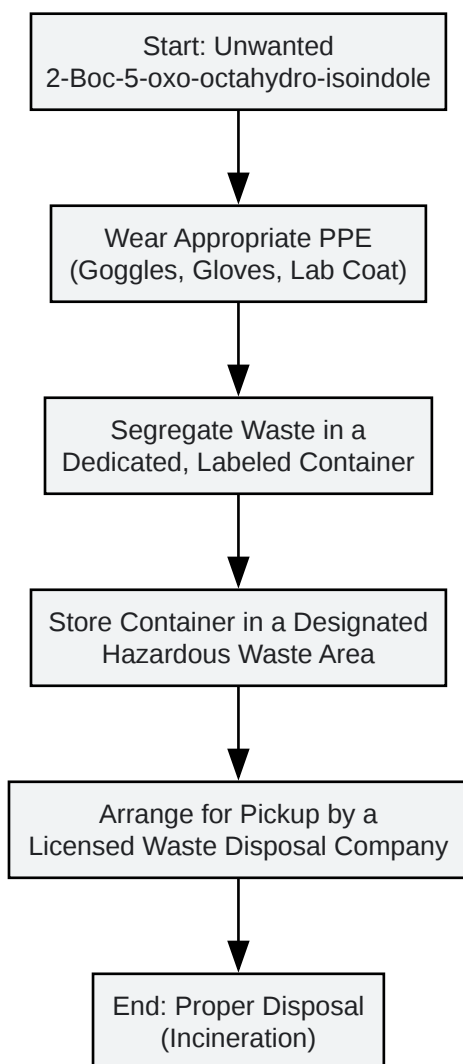 Start: Unwanted
2-Boc-5-oxo-octahydro-isoindole
Wear Appropriate PPE
(Goggles, Gloves, Lab Coat)
Segregate Waste in a
Dedicated, Labeled Container
Store Container in a Designated
Hazardous Waste Area
Arrange for Pickup by a
Licensed Waste Disposal Company
End: Proper Disposal
(Incineration)